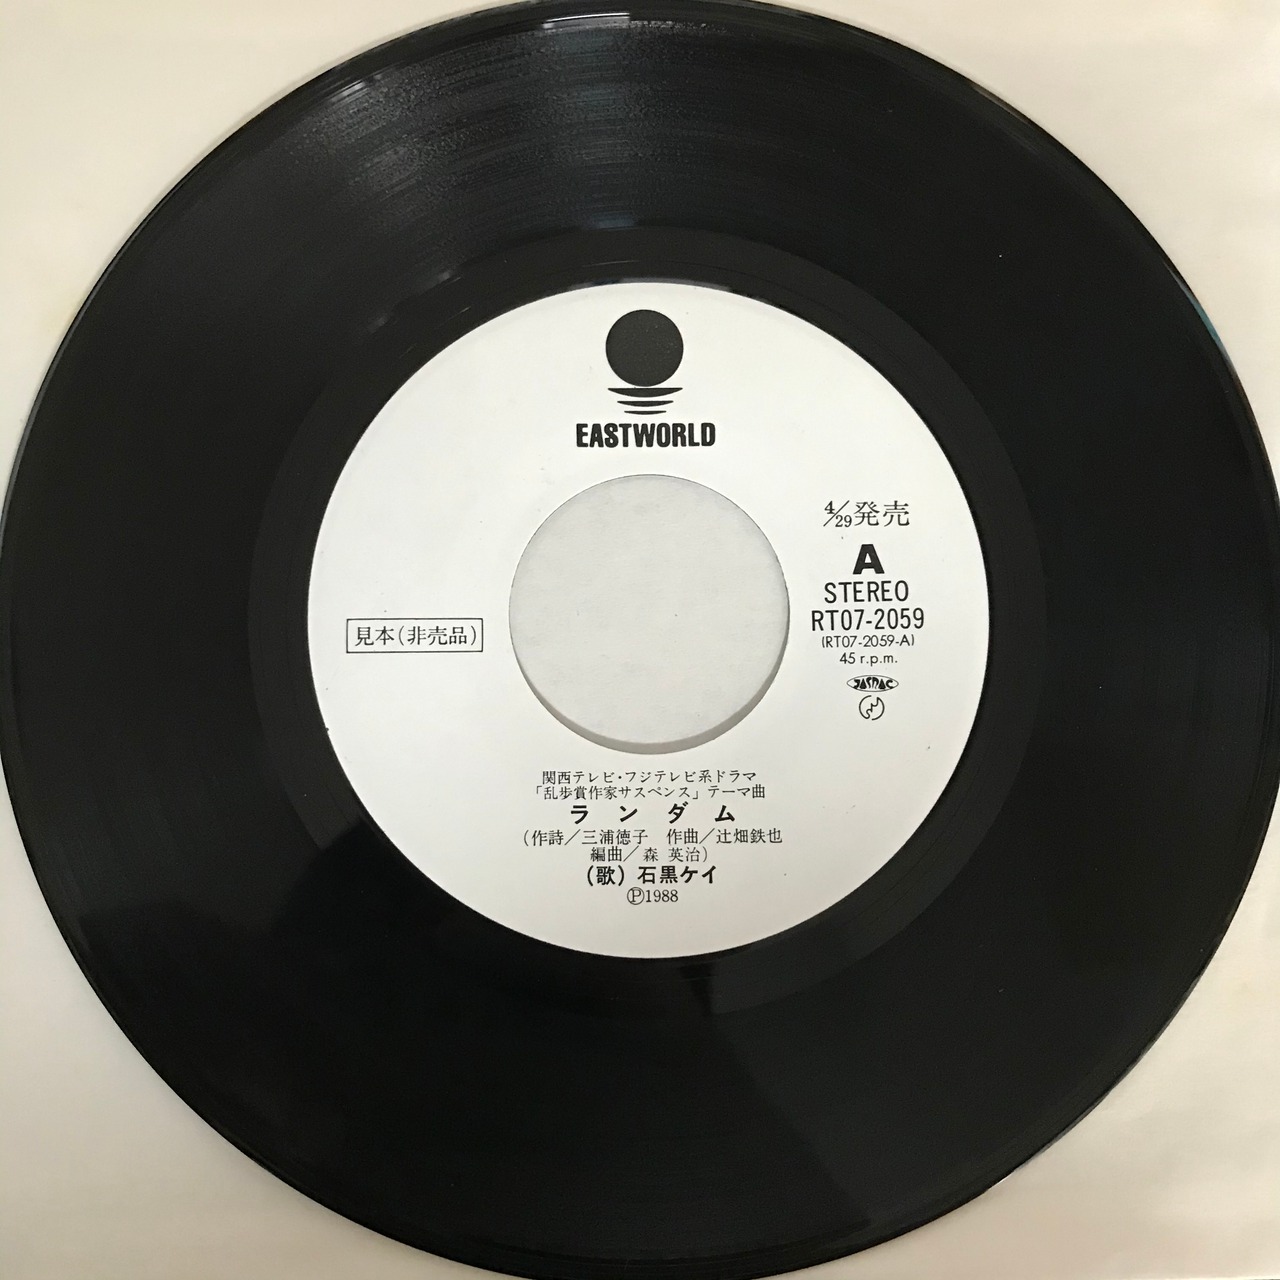 EASTWORLD
4/29発売
A
STEREO
RT07-2059
(RT07-2059-A)
45 r.p.m.
JASRAC
見本(非売品)
関西テレビ・フジテレビ系ドラマ
「乱歩賞作家サスペンス」テーマ曲
ランダム
(作詩/三浦徳子 作曲/辻畑鉄也
編曲/森 英治)
(歌) 石黒ケイ
Ⓟ1988